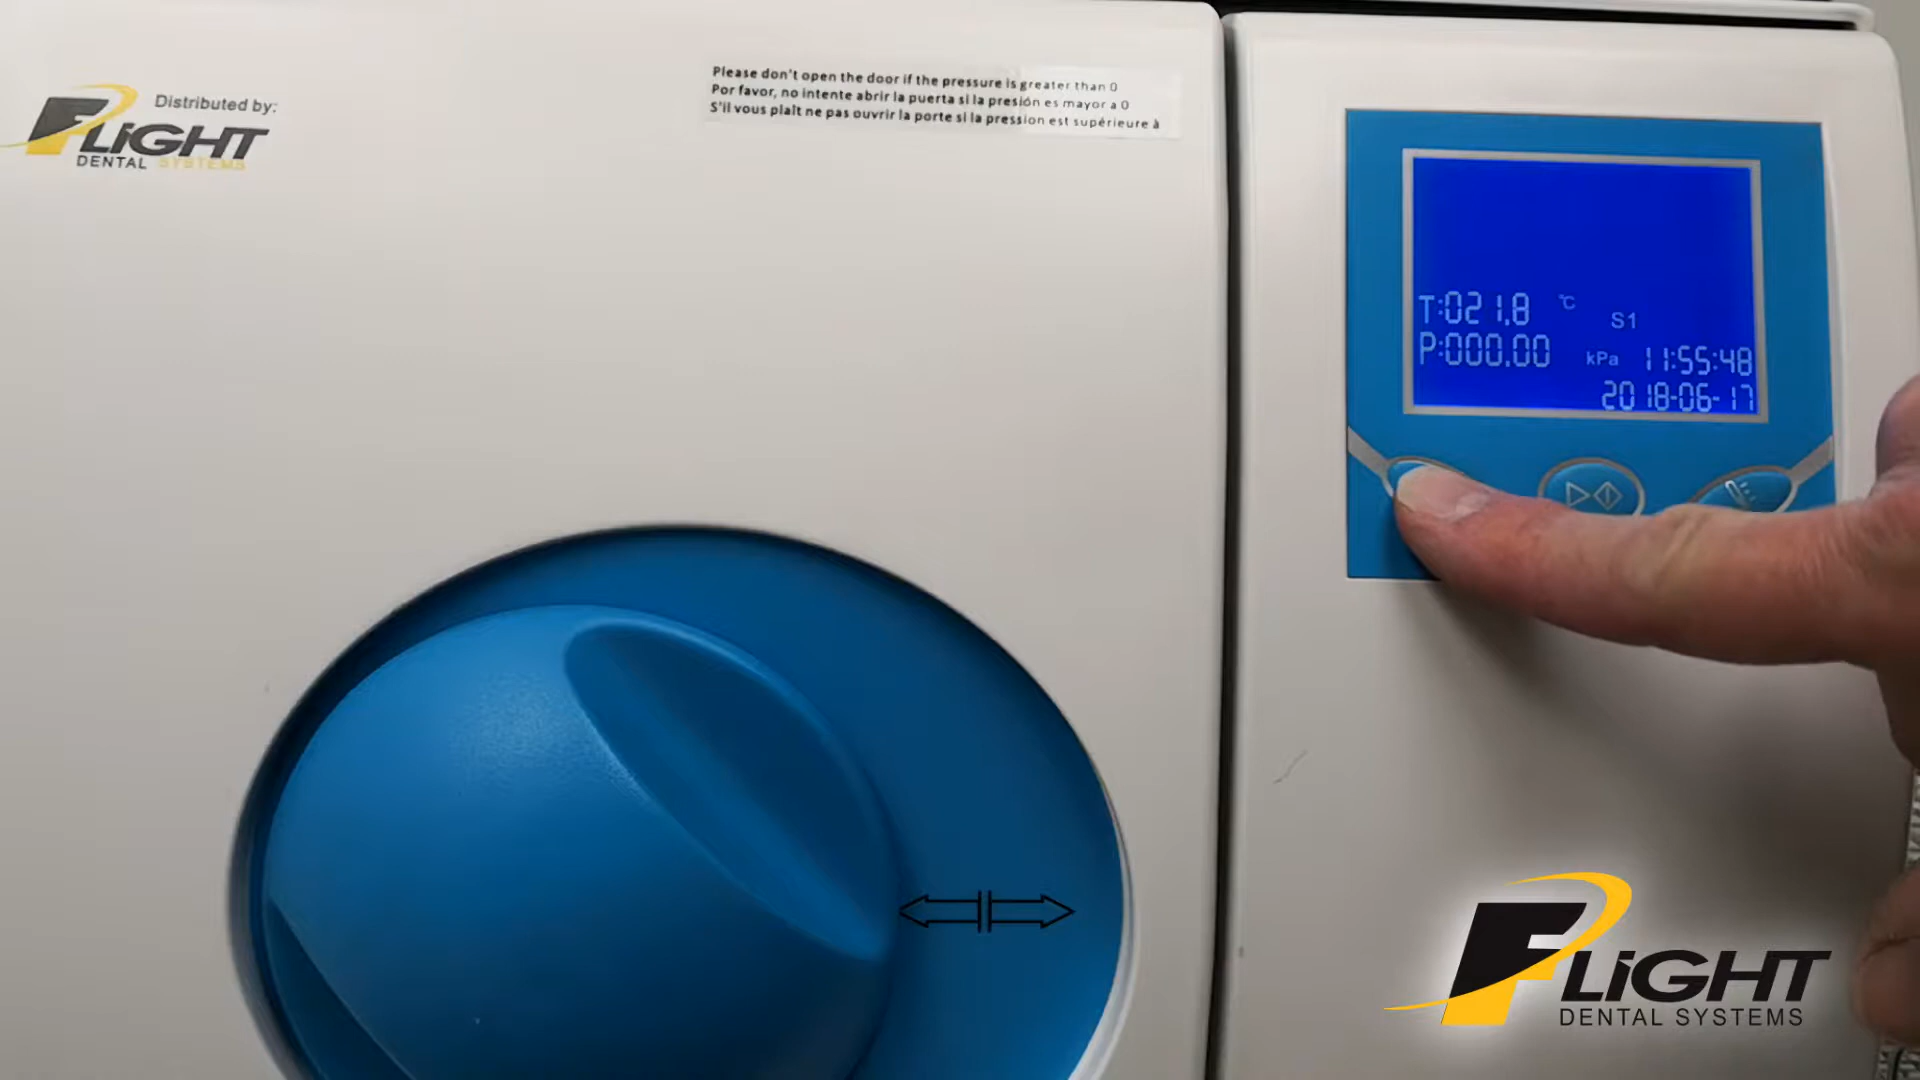 Distributed by:
FLiGHT
DENTAL SYSTEMS
Please don't open the door if the pressure is greater than 0
Por favor, no intente abrir la puerta si la presión es mayor a 0
S'il vous plaît ne pas ouvrir la porte si la pression est supérieure à
T:021.8 °C
S1
P:000.00 kPa 11:55:48
2018-06-17
FLiGHT
DENTAL SYSTEMS